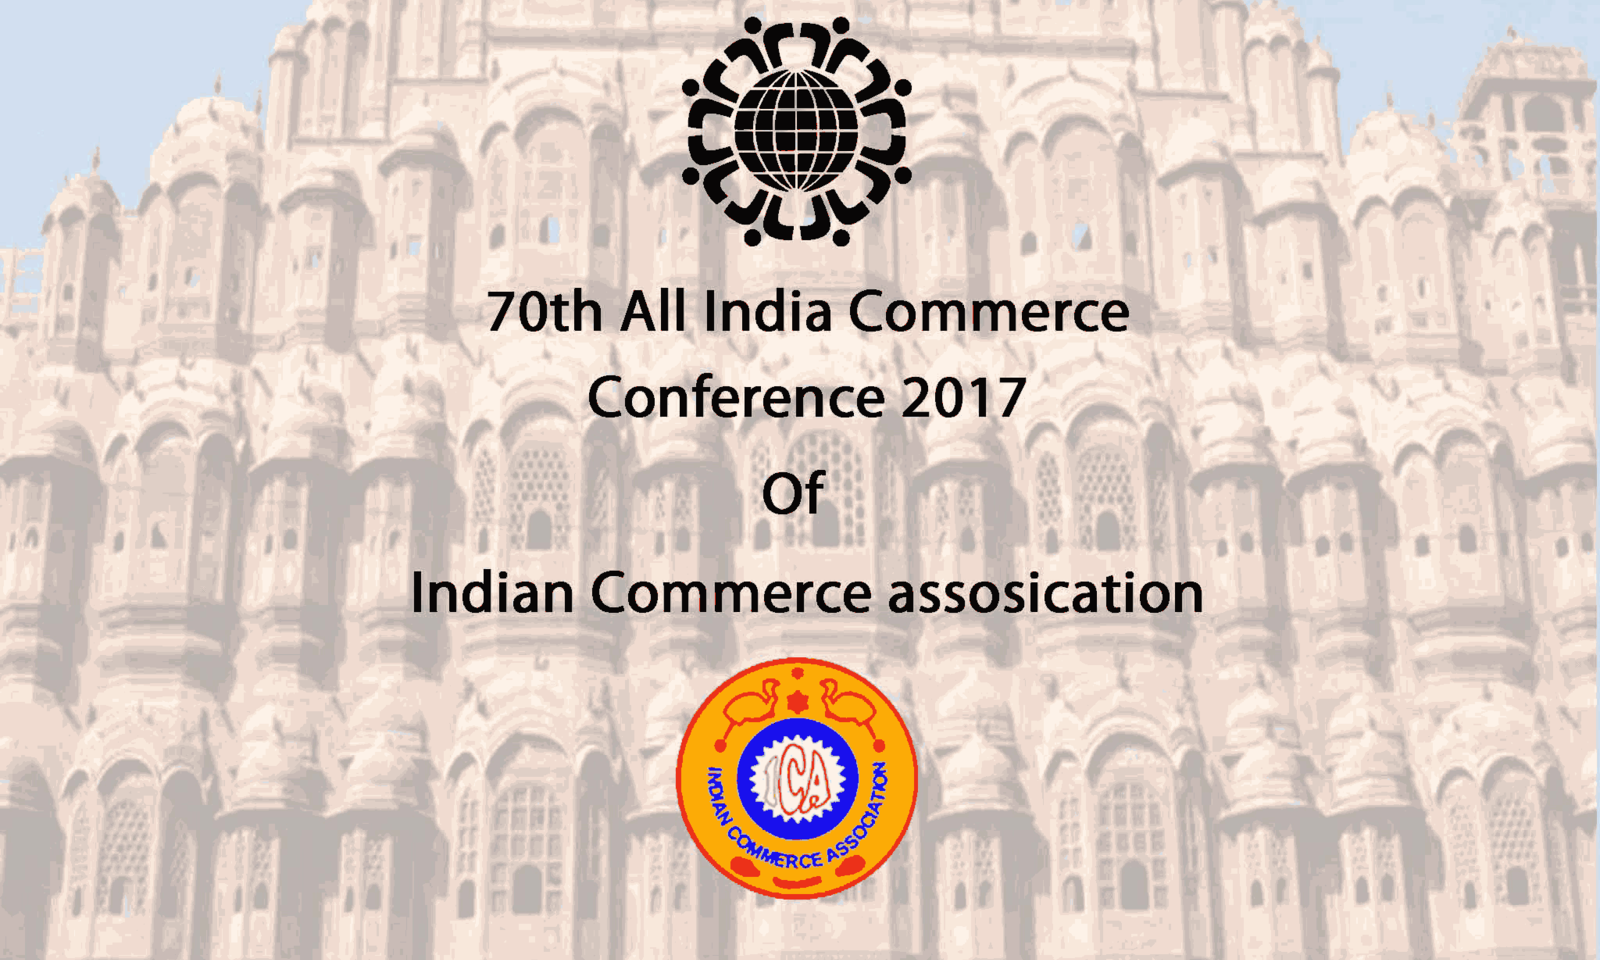 70th All India Commerce
Conference 2017
Of
Indian Commerce assosication
ICA
INDIAN COMMERCE ASSOCIATION